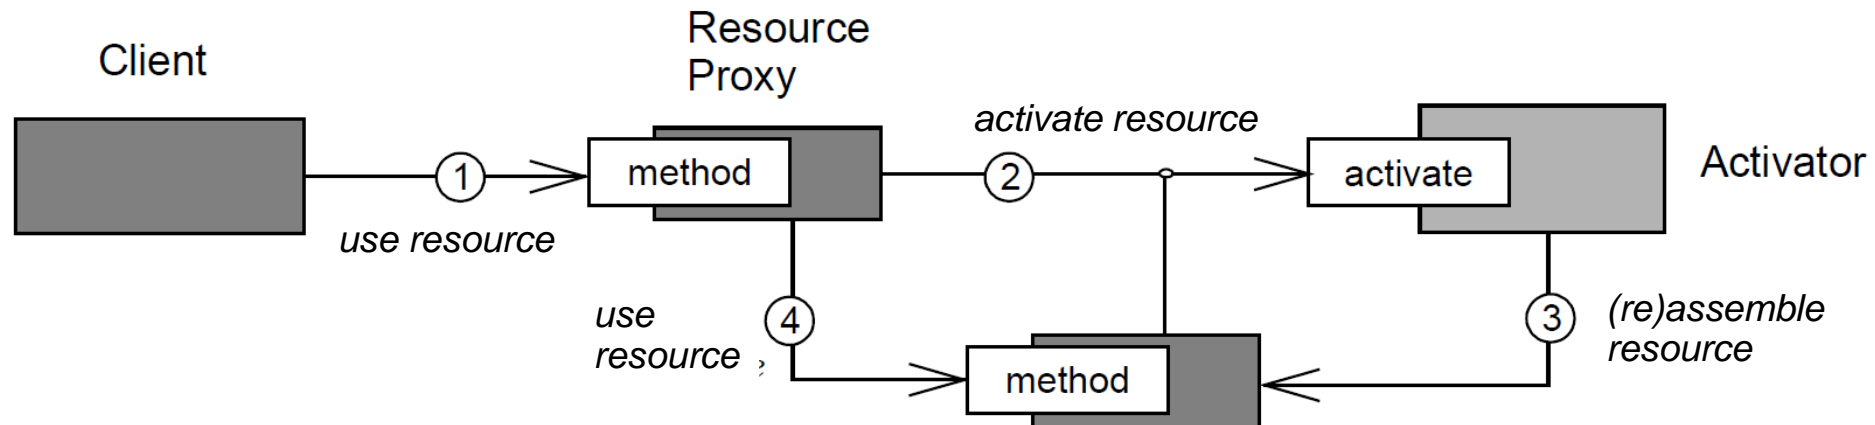 Client
Resource
Proxy
activate resource
method
1
2
activate
Activator
use resource
use
resource
4
3
(re)assemble
resource
method